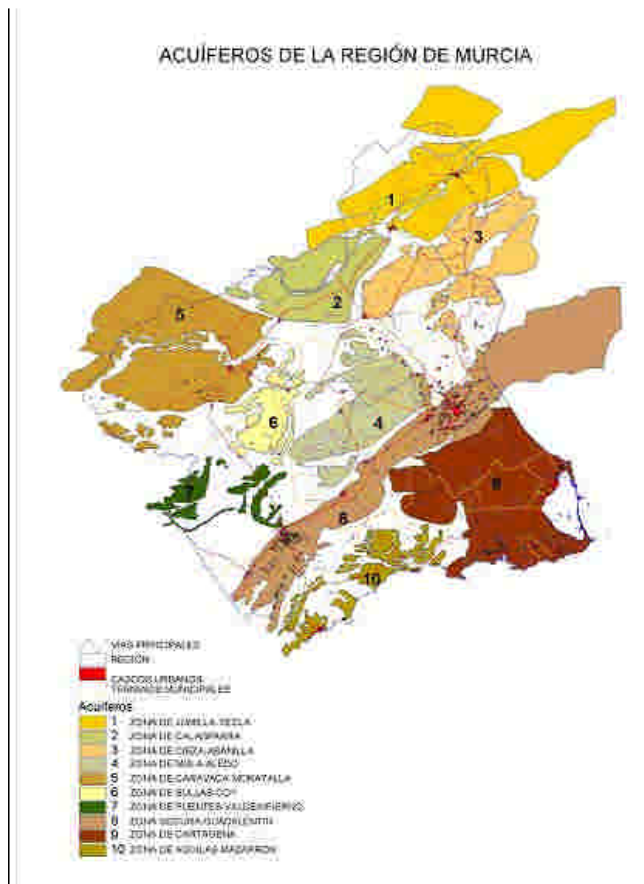 ACUÍFEROS DE LA REGIÓN DE MURCIA
1
3
2
5
6
4
7
9
8
10
VIAS PRINCIPALES
REGIÓN
CASCOS URBANOS
TERMINOS MUNICIPALES
Acuíferos
1 ZONA DE JUMILLA-YECLA
2 ZONA DE CALASPARRA
3 ZONA DE CIEZA-ABANILLA
4 ZONA DE MULA-ALEDO
5 ZONA DE CARAVACA MORATALLA
6 ZONA DE BULLAS-COY
7 ZONA DE PUENTES-VALDEINFIERNO
8 ZONA SEGURA-GUADALENTIN
9 ZONA DE CARTAGENA
10 ZONA DE AGUILAS-MAZARRON